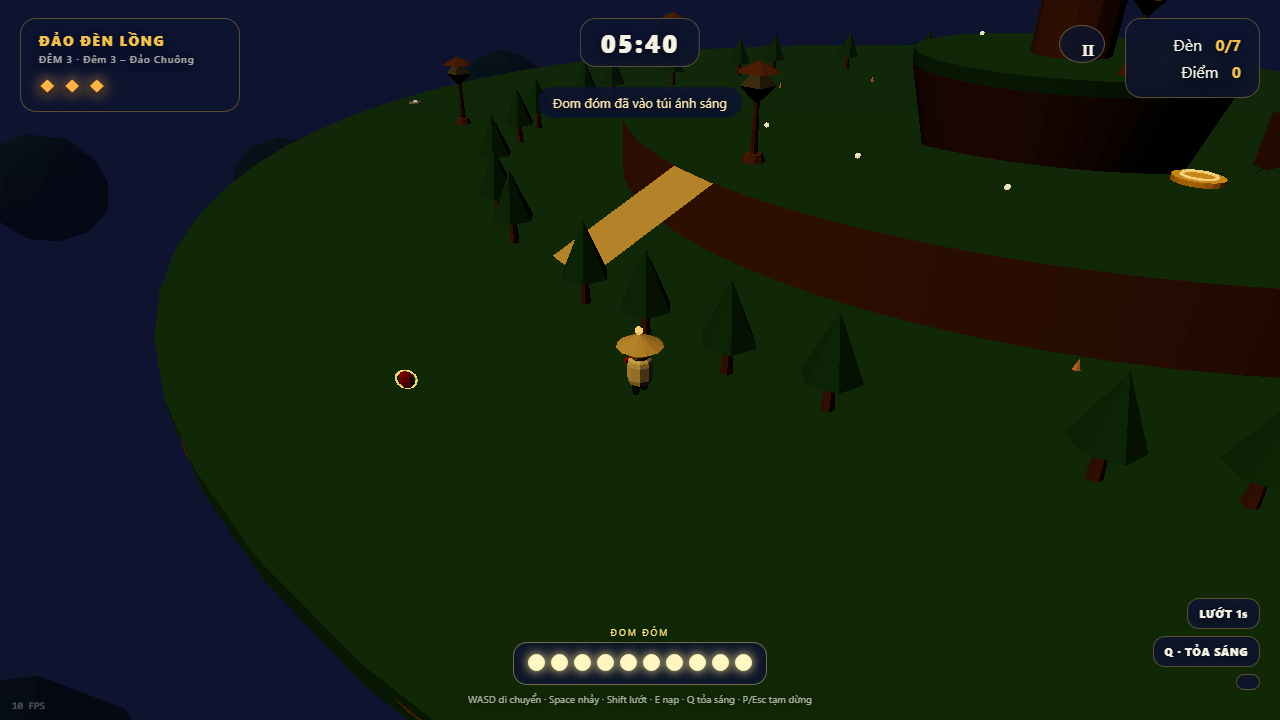 ĐẢO ĐÈN LỒNG
ĐÊM 3 · Đêm 3 – Đảo Chuông
05:40
II
Đèn 0/7
Điểm 0
Đom đóm đã vào túi ánh sáng
LƯỚT 1s
Q · TỎA SÁNG
ĐOM ĐÓM
WASD di chuyển · Space nhảy · Shift lướt · E nạp · Q tỏa sáng · P/Esc tạm dừng
10 FPS